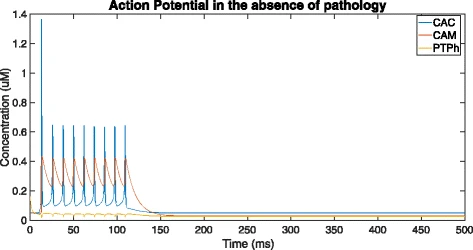 Action Potential in the absence of pathology
CAC
CAM
PTPh
Concentration (uM)
1.4
1.2
1
0.8
0.6
0.4
0.2
0
0 50 100 150 200 250 300 350 400 450 500
Time (ms)